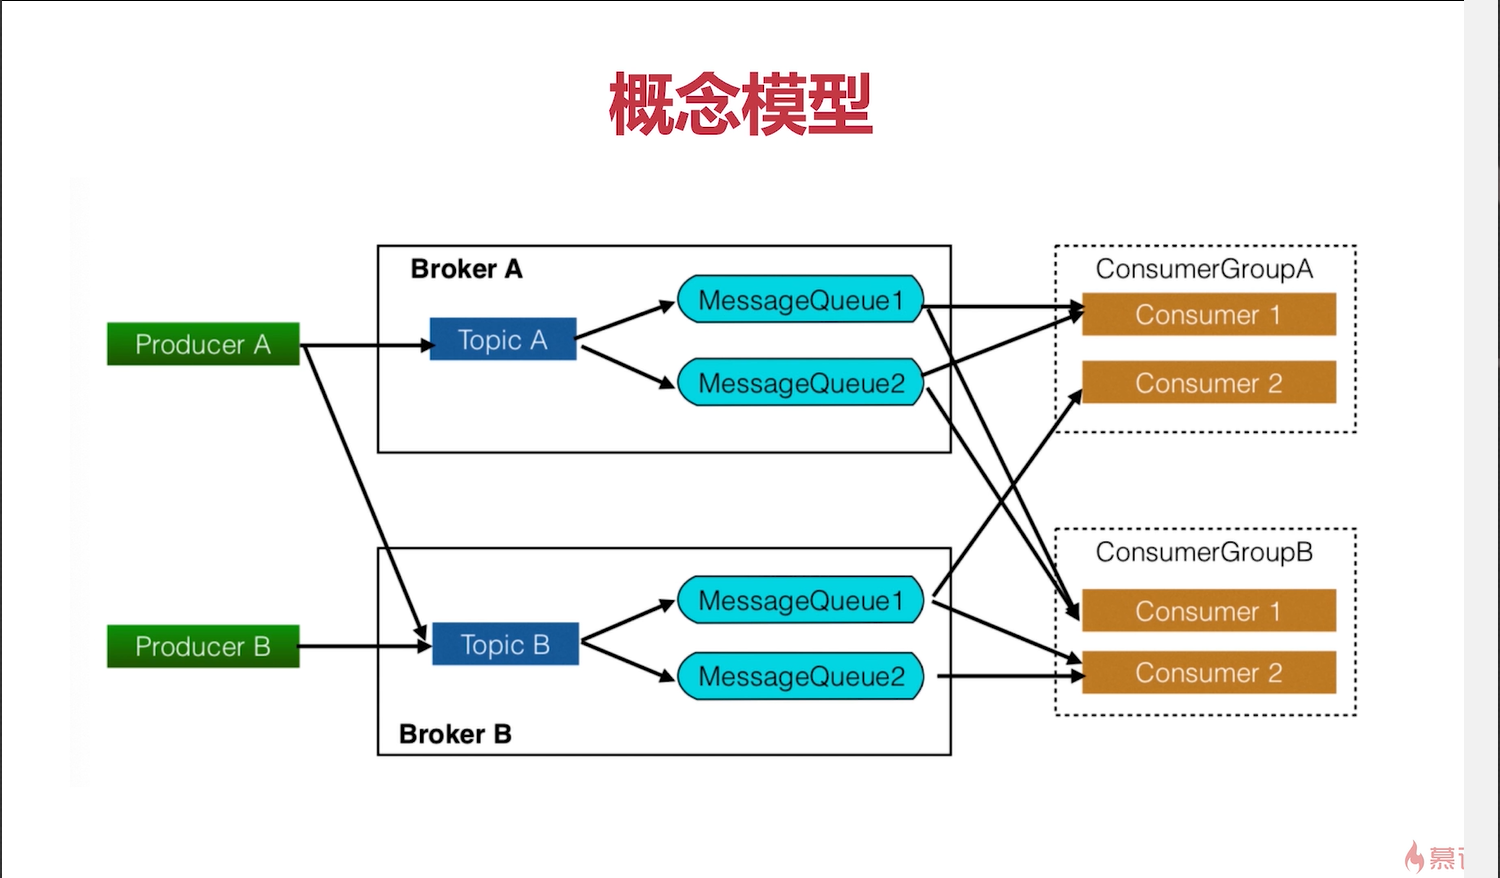 概念模型
Broker A
Producer A
Topic A
MessageQueue1
MessageQueue2
ConsumerGroupA
Consumer 1
Consumer 2
Producer B
Topic B
MessageQueue1
MessageQueue2
Broker B
ConsumerGroupB
Consumer 1
Consumer 2
慕